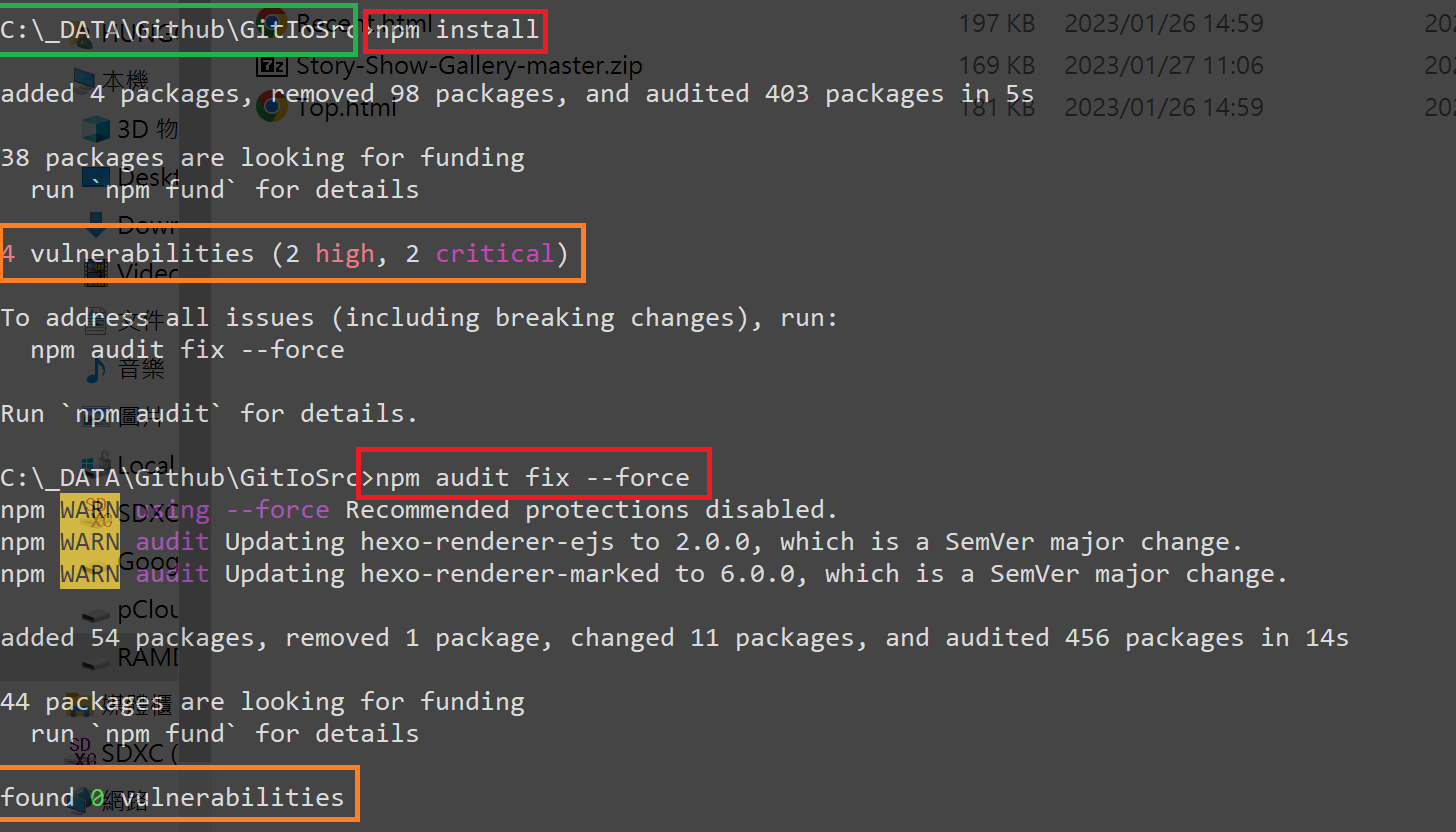 C:\_DATA\Github\GitIoSrc>npm install
Recent.html 197 KB 2023/01/26 14:59
Story-Show-Gallery-master.zip 169 KB 2023/01/27 11:06
added 4 packages, removed 98 packages, and audited 403 packages in 5s
Top.html 181 KB 2023/01/26 14:59
本機
3D 物
38 packages are looking for funding
run `npm fund` for details
4 vulnerabilities (2 high, 2 critical)
Video
To address all issues (including breaking changes), run:
文件
npm audit fix --force
音樂
Run `npm audit` for details.
圖片
Local
C:\_DATA\Github\GitIoSrc>npm audit fix --force
npm WARN using --force Recommended protections disabled.
SDXC
npm WARN audit Updating hexo-renderer-ejs to 2.0.0, which is a SemVer major change.
Goog
npm WARN audit Updating hexo-renderer-marked to 6.0.0, which is a SemVer major change.
pClou
added 54 packages, removed 1 package, changed 11 packages, and audited 456 packages in 14s
RAMD
44 packages are looking for funding
媒體櫃
run `npm fund` for details
SDXC (
found 0 vulnerabilities
網路